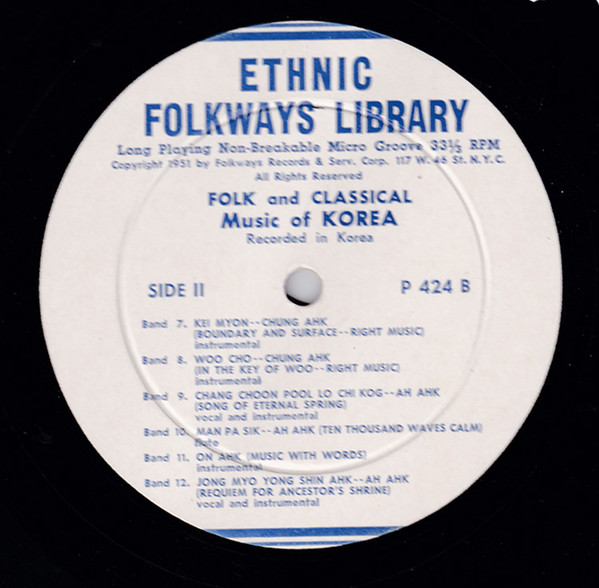 ETHNIC
FOLKWAYS LIBRARY
Long Playing Non-Breakable Micro Groove 33⅓ RPM
Copyright 1951 by Folkways Records & Serv. Corp. 117 W. 46 St. N.Y.C.
All Rights Reserved
FOLK and CLASSICAL
Music of KOREA
Recorded in Korea
SIDE II P 424 B
Band 7. KEI MYON--CHUNG AHK
(BOUNDARY AND SURFACE--RIGHT MUSIC)
instrumental
Band 8. WOO CHO--CHUNG AHK
(IN THE KEY OF WOO--RIGHT MUSIC)
instrumental
Band 9. CHANG CHOON POOL LO CHI KOG--AH AHK
(SONG OF ETERNAL SPRING)
vocal and instrumental
Band 10. MAN PA SIK--AH AHK (TEN THOUSAND WAVES CALM)
flute
Band 11. ON AHK (MUSIC WITH WORDS)
instrumental
Band 12. JONG MYO YONG SHIN AHK--AH AHK
(REQUIEM FOR ANCESTOR'S SHRINE)
vocal and instrumental